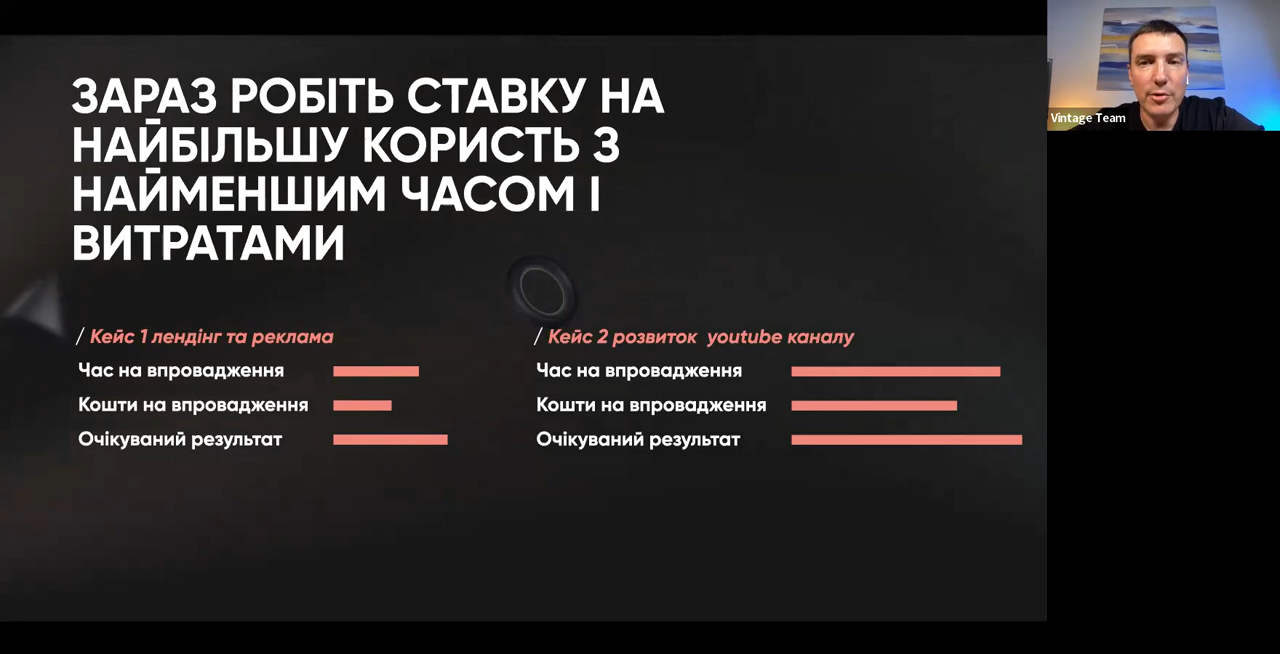 ЗАРАЗ РОБІТЬ СТАВКУ НА
НАЙБІЛЬШУ КОРИСТЬ З
НАЙМЕНШИМ ЧАСОМ І
ВИТРАТАМИ
/ Кейс 1 лендінг та реклама
Час на впровадження
Кошти на впровадження
Очікуваний результат
/ Кейс 2 розвиток youtube каналу
Час на впровадження
Кошти на впровадження
Очікуваний результат
Vintage Team